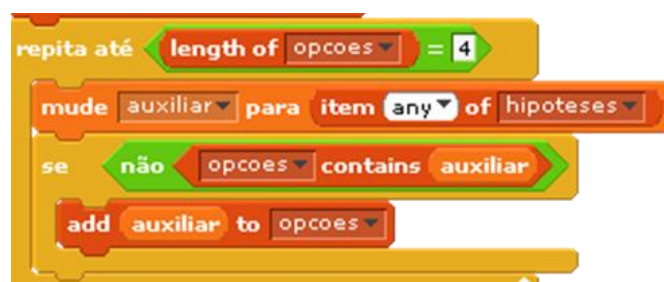 repita até length of opcoes = 4
mude auxiliar para item any of hipoteses
se não opcoes contains auxiliar
add auxiliar to opcoes